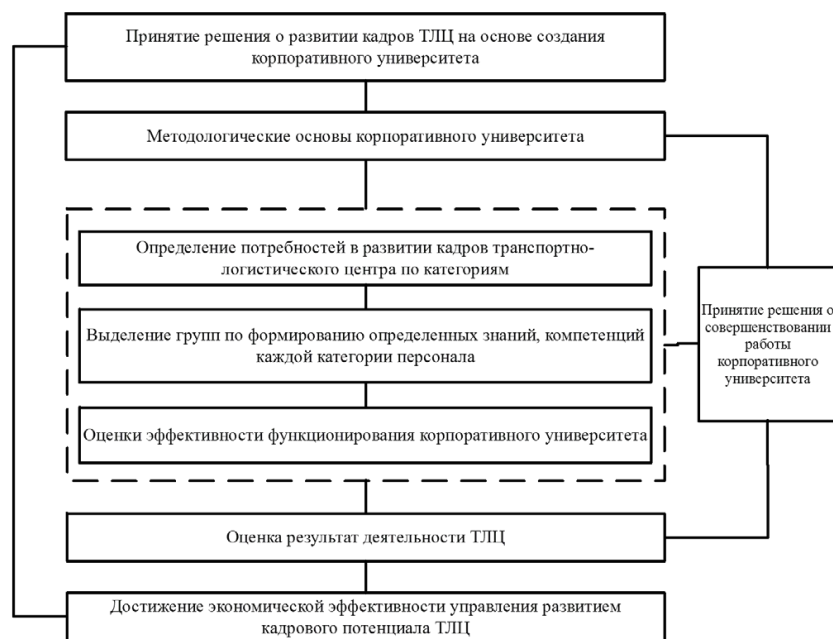 Принятие решения о развитии кадров ТЛЦ на основе создания
корпоративного университета
Методологические основы корпоративного университета
Определение потребностей в развитии кадров транспортно-
логистического центра по категориям
Выделение групп по формированию определенных знаний, компетенций
каждой категории персонала
Оценки эффективности функционирования корпоративного университета
Принятие решения о
совершенствовании
работы
корпоративного
университета
Оценка результат деятельности ТЛЦ
Достижение экономической эффективности управления развитием
кадрового потенциала ТЛЦ